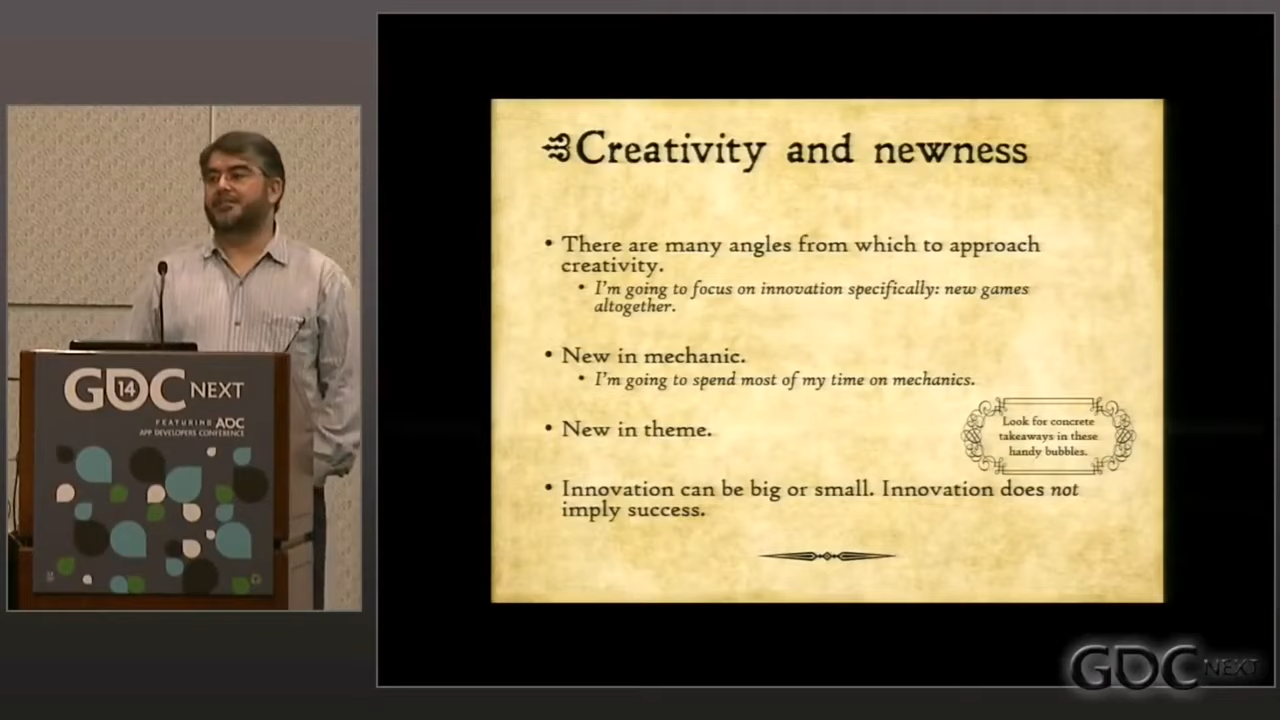 GDC 14 NEXT
FEATURING ADC
APP DEVELOPERS CONFERENCE
Creativity and newness
• There are many angles from which to approach
creativity.
• I'm going to focus on innovation specifically: new games
altogether.
• New in mechanic.
• I'm going to spend most of my time on mechanics.
• New in theme.
Look for concrete
takeaways in these
handy bubbles.
• Innovation can be big or small. Innovation does not
imply success.
GDC NEXT